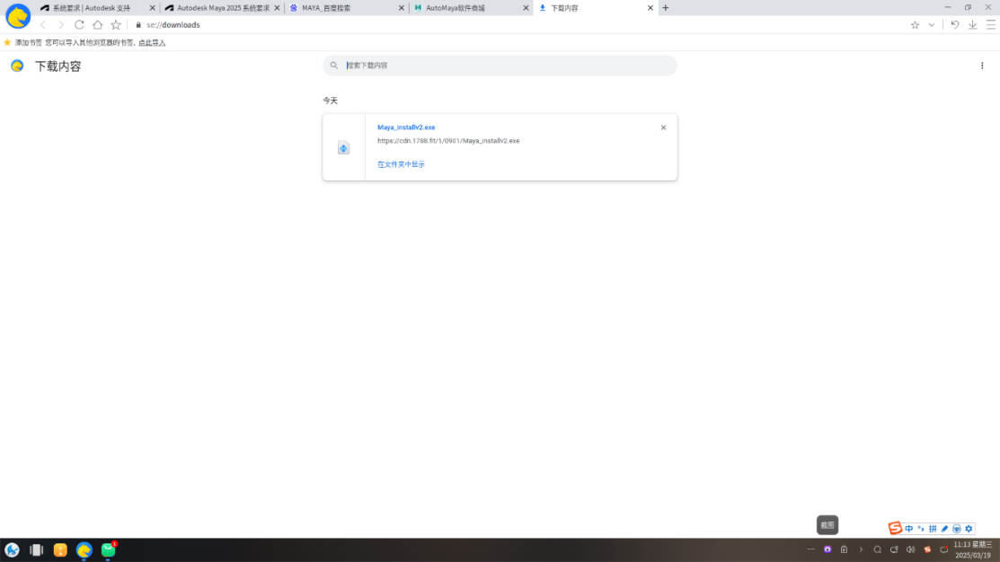 系统要求 | Autodesk 支持
Autodesk Maya 2025 系统要求
MAYA_百度搜索
AutoMaya软件商城
下载内容
se://downloads
添加书签 您可以导入其他浏览器的书签, 点此导入
下载内容
搜索下载内容
今天
Maya_installv2.exe
https://cdn.1788.fit/1/0901/Maya_installv2.exe
在文件夹中显示
截图
中 拼
1
11:13 星期三
2025/03/19